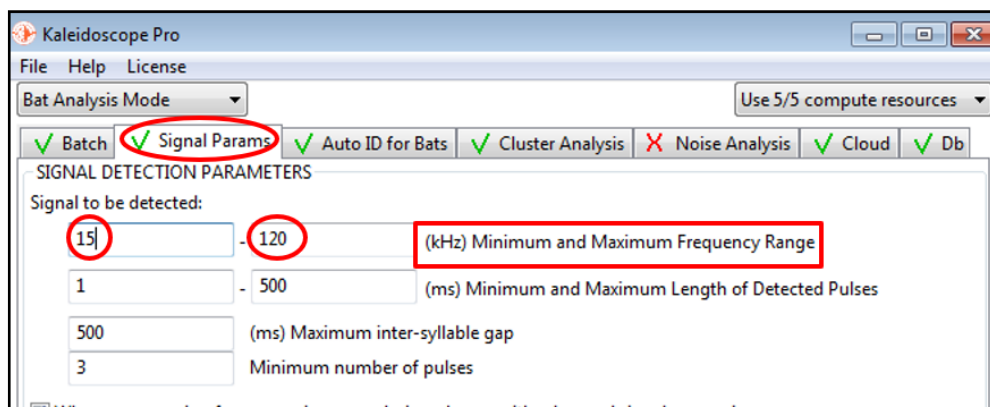 Kaleidoscope Pro
File Help License
Bat Analysis Mode Use 5/5 compute resources
Batch Signal Params Auto ID for Bats Cluster Analysis Noise Analysis Cloud Db
SIGNAL DETECTION PARAMETERS
Signal to be detected:
15 - 120 (kHz) Minimum and Maximum Frequency Range
1 - 500 (ms) Minimum and Maximum Length of Detected Pulses
500 (ms) Maximum inter-syllable gap
3 Minimum number of pulses